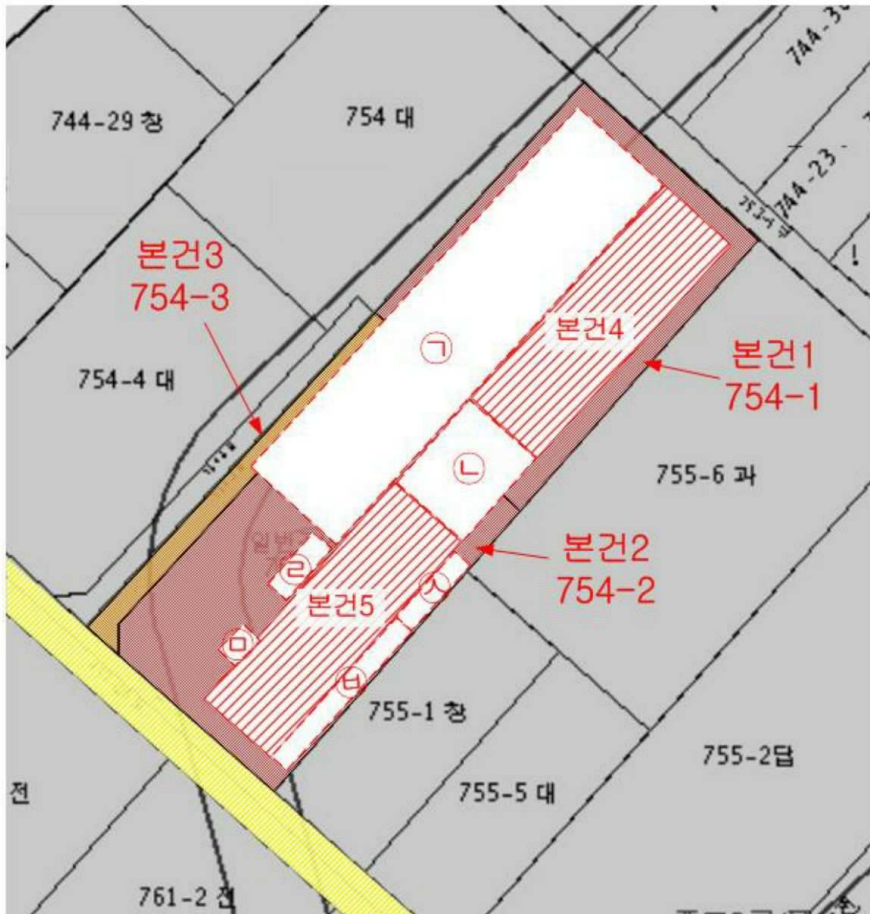 744-29 창
754 대
본건3
754-3
㉠
본건4
본건1
754-1
754-4 대
㉡
755-6 과
본건2
754-2
㉣
㉧
본건5
㉤
㉥
755-1 창
755-2답
755-5 대
전
761-2 전